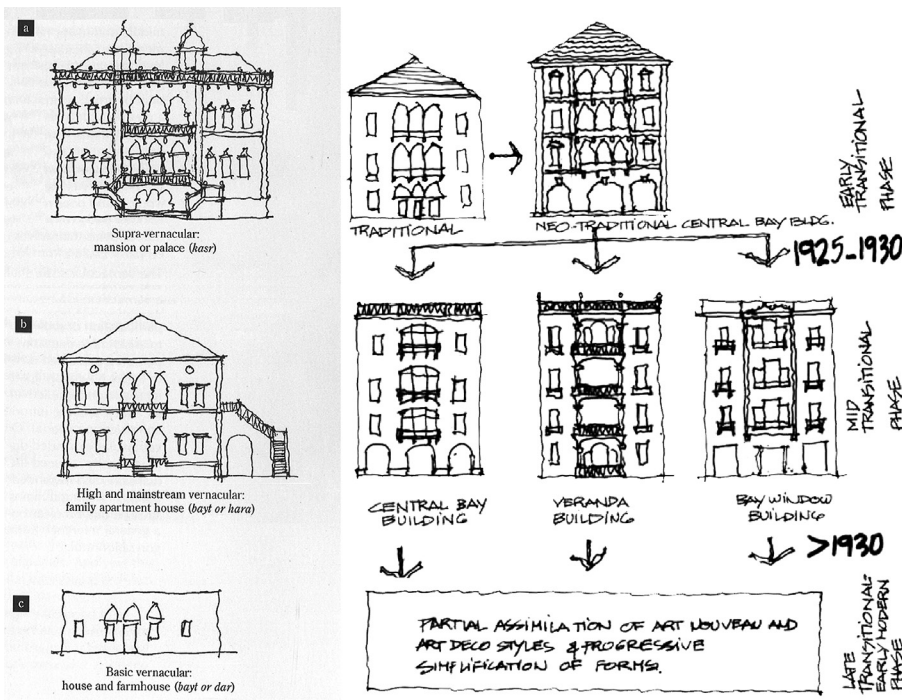 a
Supra-vernacular:
mansion or palace (kasr)
b
High and mainstream vernacular:
family apartment house (bayt or hara)
c
Basic vernacular:
house and farmhouse (bayt or dar)
TRADITIONAL
NEO-TRADITIONAL CENTRAL BAY BLDG.
EARLY
TRANSITIONAL
PHASE
1925-1930
CENTRAL BAY
BUILDING
VERANDA
BUILDING
BAY WINDOW
BUILDING
MID
TRANSITIONAL
PHASE
>1930
PARTIAL ASSIMILATION OF ART NOUVEAU AND
ART DECO STYLES & PROGRESSIVE
SIMPLIFICATION OF FORMS.
LATE
TRANSITIONAL-
EARLY MODERN
PHASE